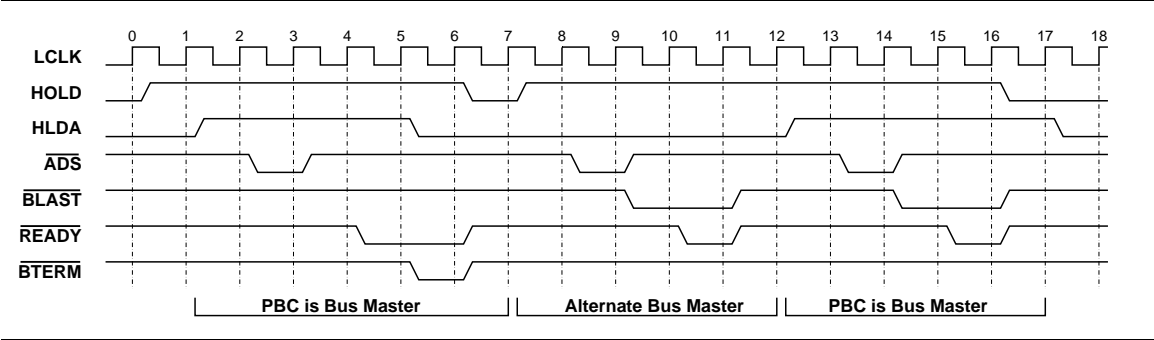 0 1 2 3 4 5 6 7 8 9 10 11 12 13 14 15 16 17 18
LCLK
HOLD
HLDA
ADS
BLAST
READY
BTERM
PBC is Bus Master Alternate Bus Master PBC is Bus Master